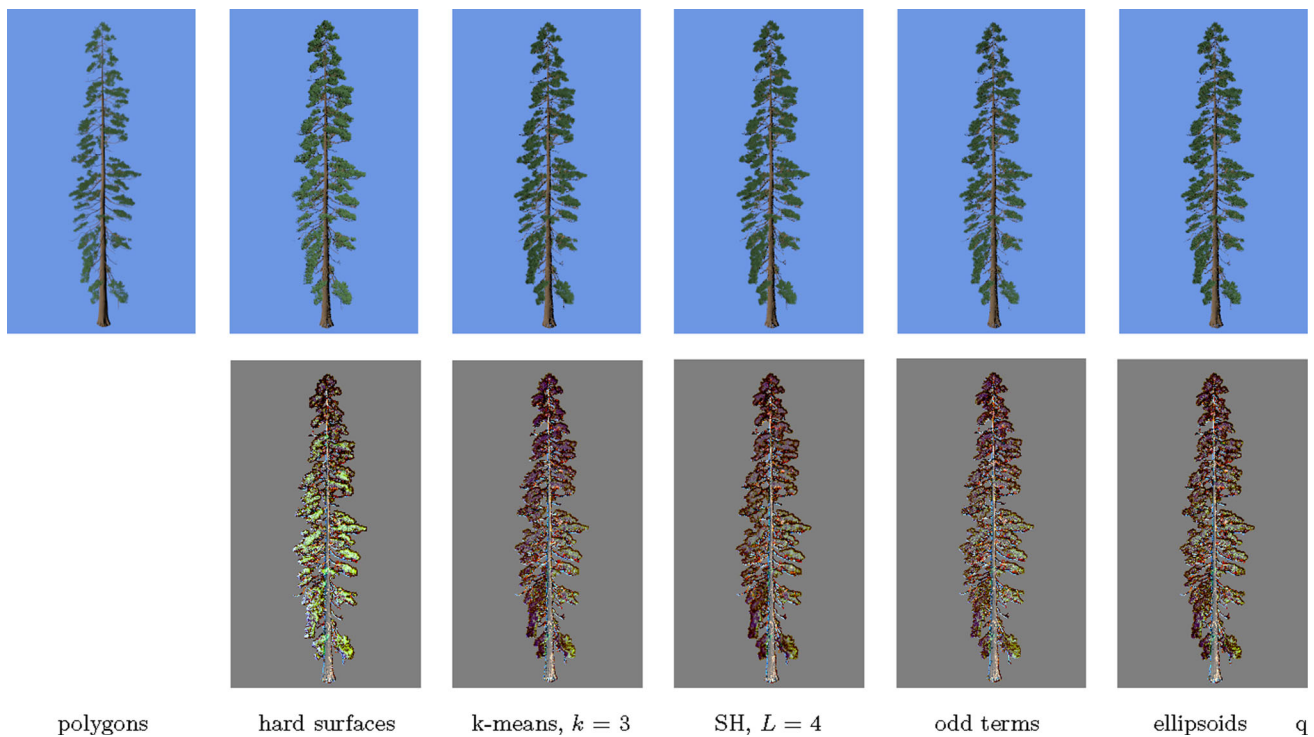 polygons hard surfaces k-means, k = 3 SH, L = 4 odd terms ellipsoids q